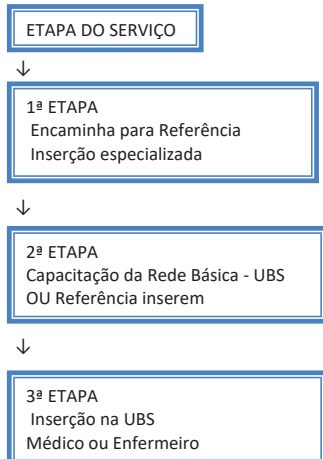 ETAPA DO SERVIÇO
↓
1ª ETAPA
Encaminha para Referência
Inserção especializada
↓
2ª ETAPA
Capacitação da Rede Básica - UBS
OU Referência inserem
↓
3ª ETAPA
Inserção na UBS
Médico ou Enfermeiro